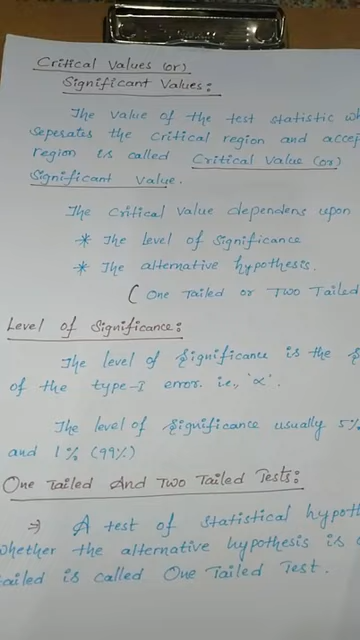 Critical Values (or)
Significant Values:
The value of the test statistic
Seperates the critical region and
region is called Critical Value (or)
Significant Value.
The critical value dependens upon
* The level of Significance
* The alternative hypothesis.
( One Tailed or Two Tailed
Level of Significance:
The level of Significance is the
of the type-I error. i.e., 'α'.
The level of Significance usually 5%
and 1% (99%)
One Tailed And Two Tailed Tests:
⇒ A test of Statistical
whether the alternative hypothesis is
tailed is called One Tailed Test.